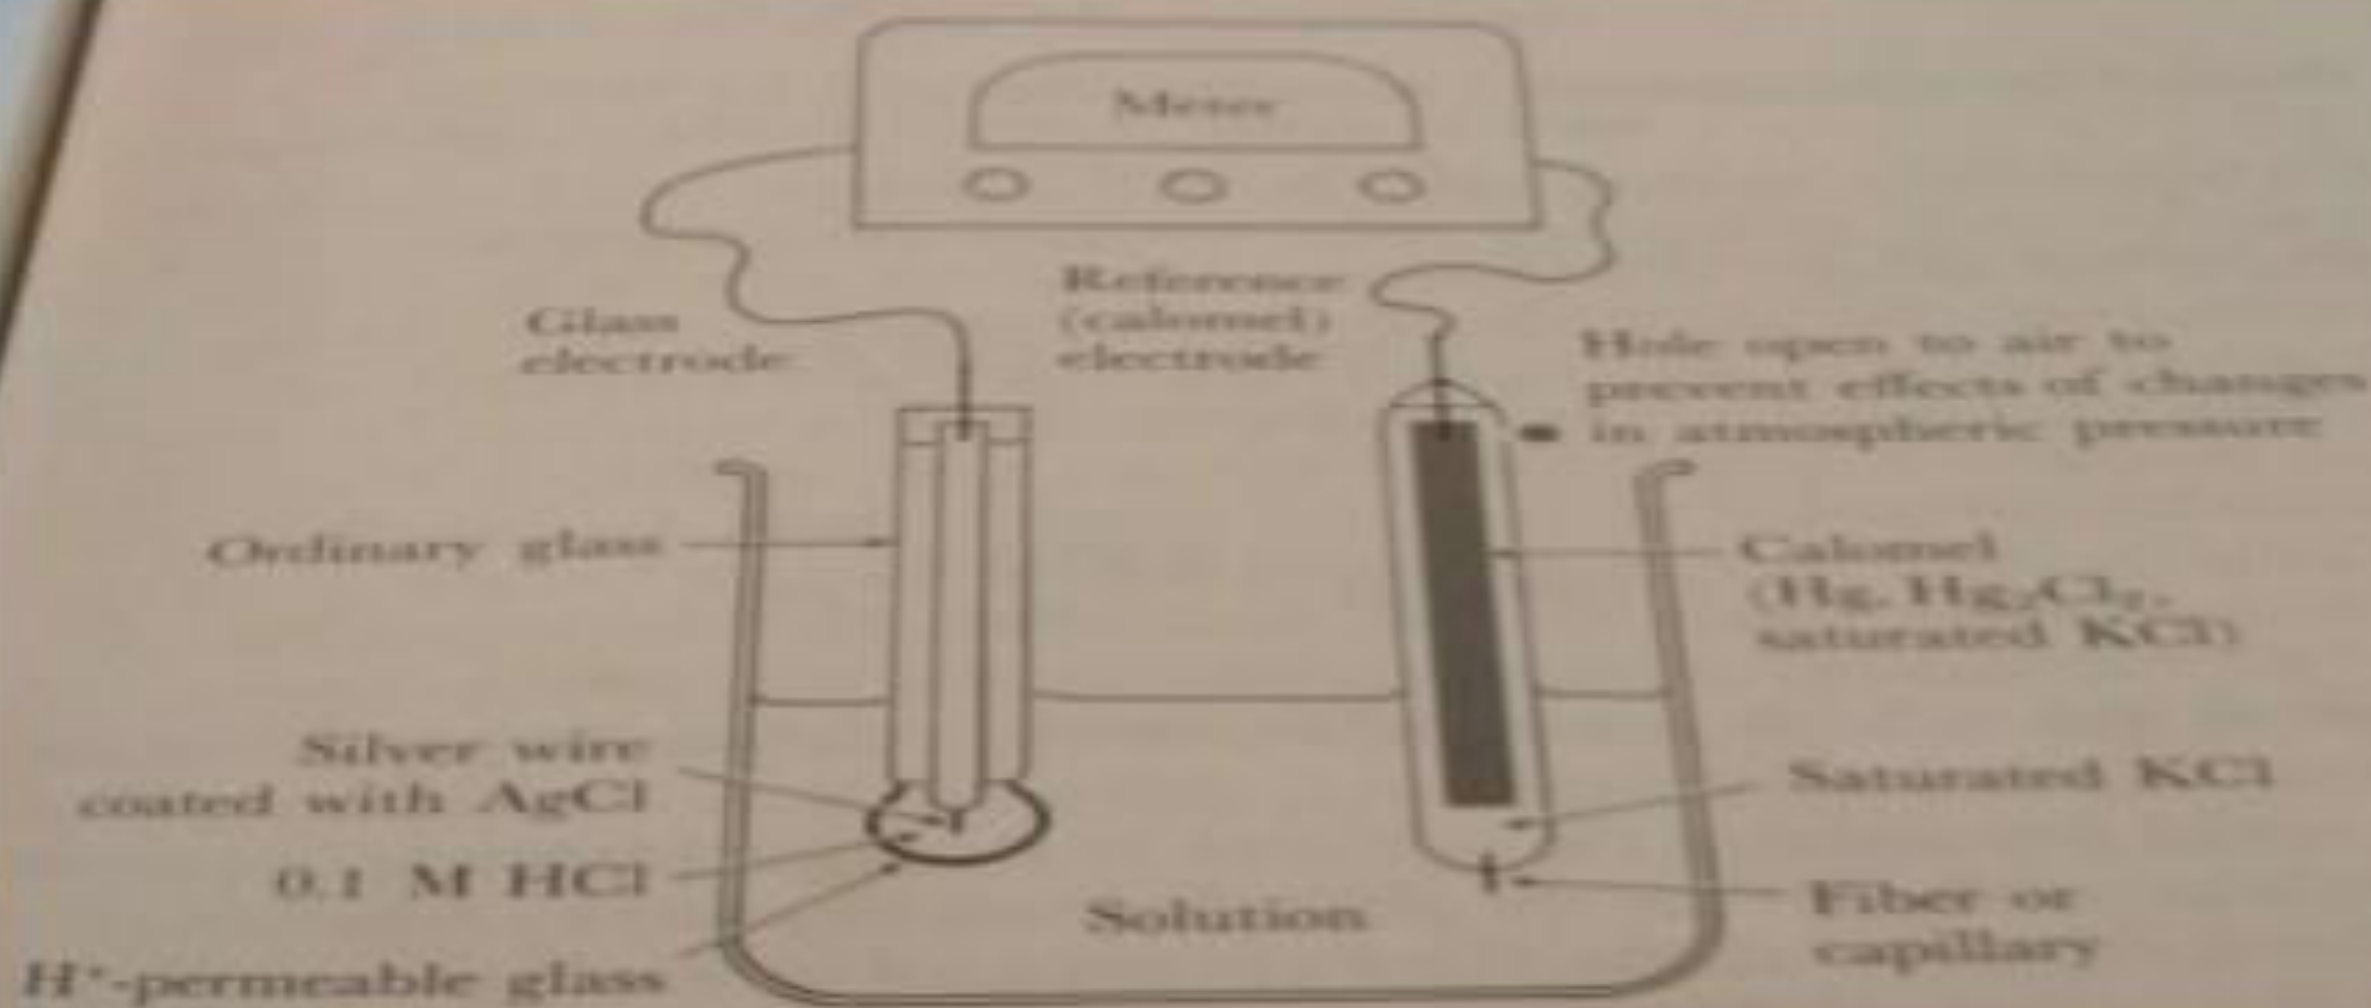 Meter
Glass
electrode
Reference
(calomel)
electrode
Hole open to air to
prevent effects of changes
in atmospheric pressure
Ordinary glass
Calomel
(Hg, Hg₂Cl₂,
saturated KCl)
Silver wire
coated with AgCl
0.1 M HCl
H⁺-permeable glass
Saturated KCl
Solution
Fiber or
capillary